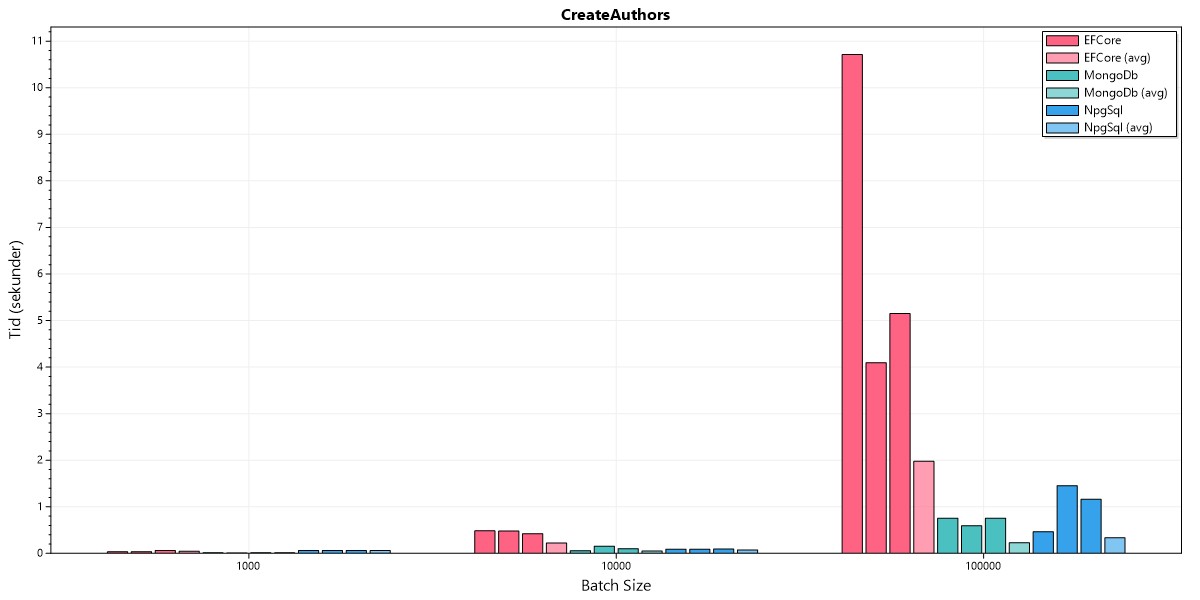 CreateAuthors
EFCore
EFCore (avg)
MongoDb
MongoDb (avg)
NpgSql
NpgSql (avg)
Tid (sekunder)
11
10
9
8
7
6
5
4
3
2
1
0
1000
10000
100000
Batch Size